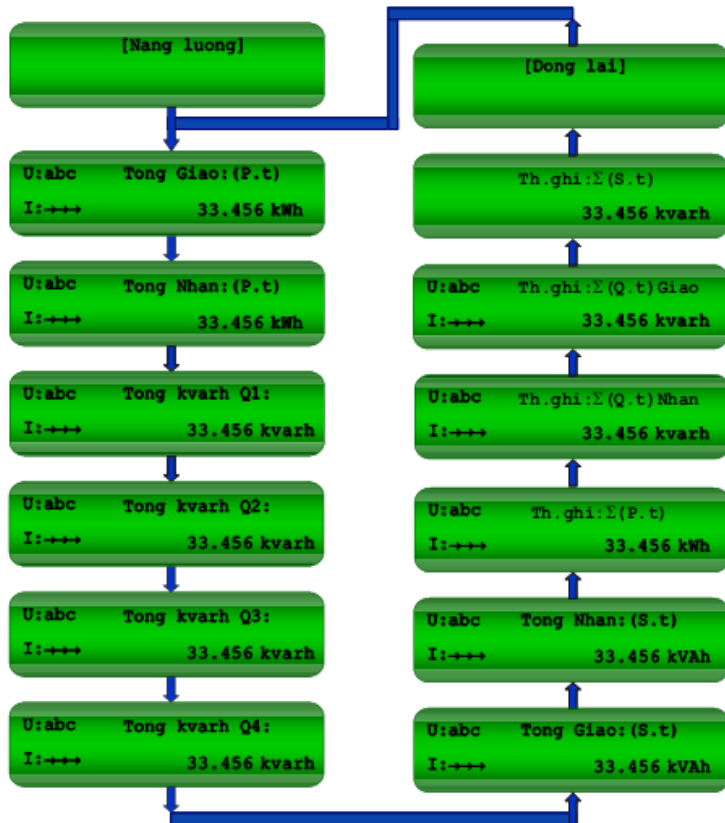 [Nang luong]
U:abc Tong Giao:(P.t)
I:→→→ 33.456 kWh
U:abc Tong Nhan:(P.t)
I:→→→ 33.456 kWh
U:abc Tong kvarh Q1:
I:→→→ 33.456 kvarh
U:abc Tong kvarh Q2:
I:→→→ 33.456 kvarh
U:abc Tong kvarh Q3:
I:→→→ 33.456 kvarh
U:abc Tong kvarh Q4:
I:→→→ 33.456 kvarh
U:abc Tong Giao:(S.t)
I:→→→ 33.456 kVAh
U:abc Tong Nhan:(S.t)
I:→→→ 33.456 kVAh
U:abc Th.ghi:Σ(P.t)
I:→→→ 33.456 kWh
U:abc Th.ghi:Σ(Q.t)Nhan
I:→→→ 33.456 kvarh
U:abc Th.ghi:Σ(Q.t)Giao
I:→→→ 33.456 kvarh
Th.ghi:Σ(S.t)
33.456 kvarh
[Dong lai]